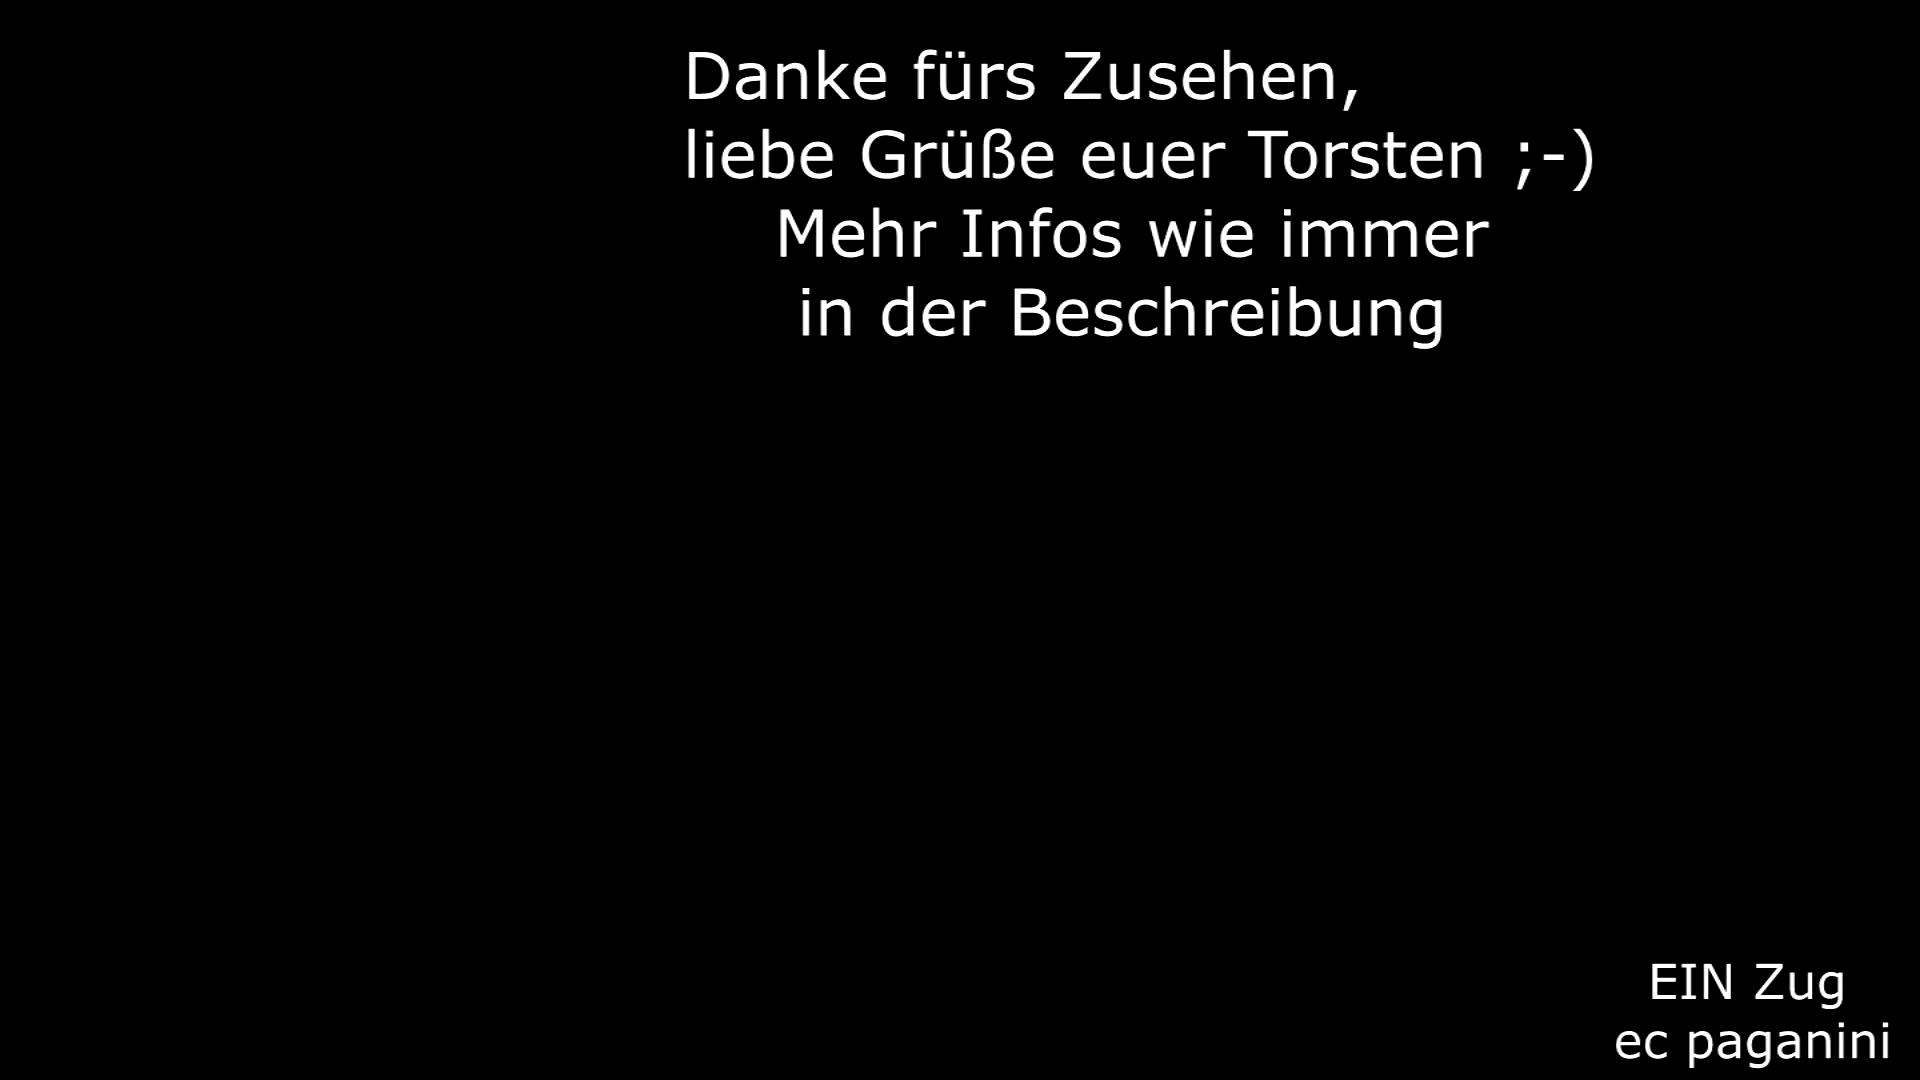 Danke fürs Zusehen,
liebe Grüße euer Torsten ;-)
Mehr Infos wie immer
in der Beschreibung
EIN Zug
ec paganini